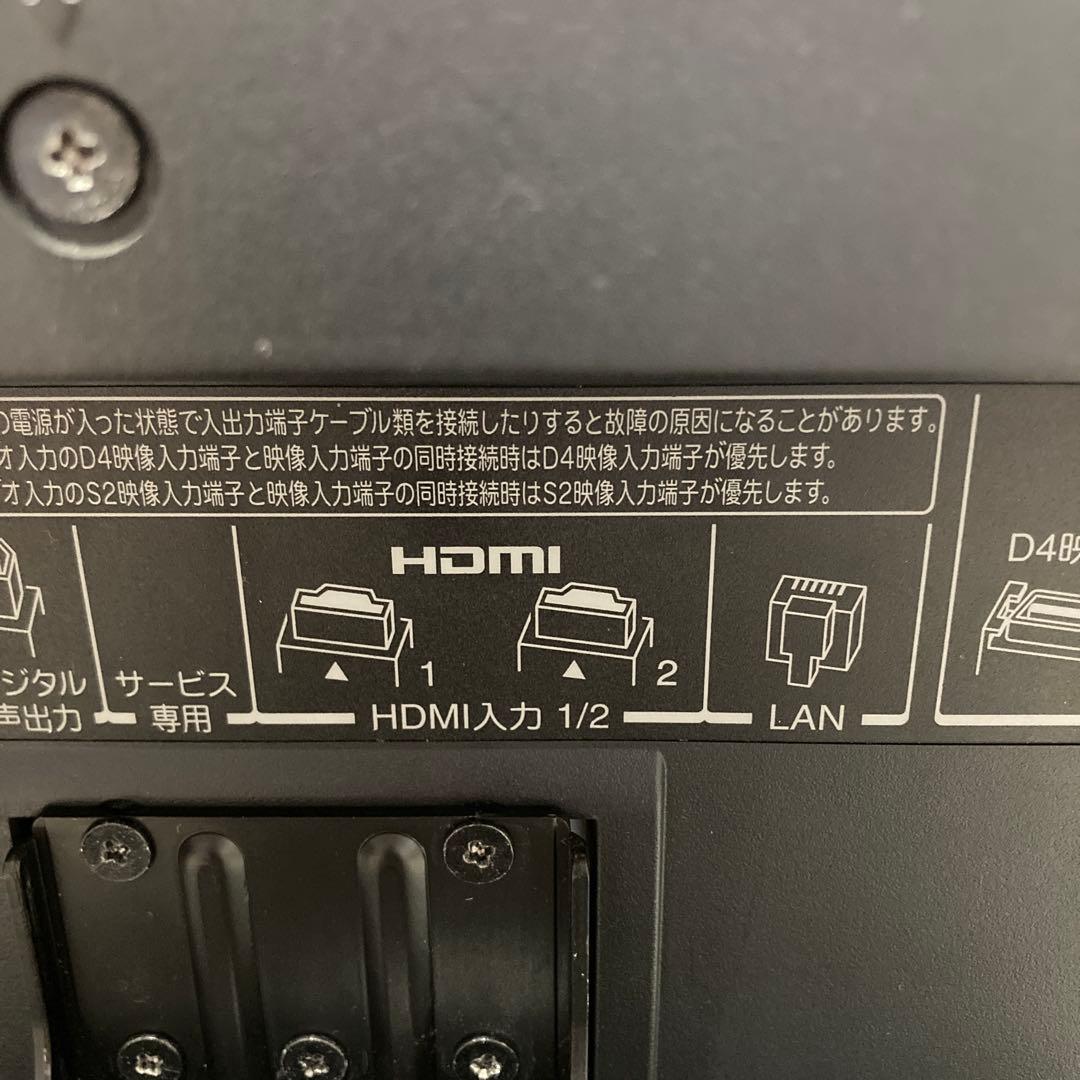 の電源が入った状態で入出力端子ケーブル類を接続したりすると故障の原因になることがあります。
オ入力のD4映像入力端子と映像入力端子の同時接続時はD4映像入力端子が優先します。
オ入力のS2映像入力端子と映像入力端子の同時接続時はS2映像入力端子が優先します。
HDMI
D4映
1
2
ジタル
声出力
サービス
専用
HDMI入力 1/2
LAN